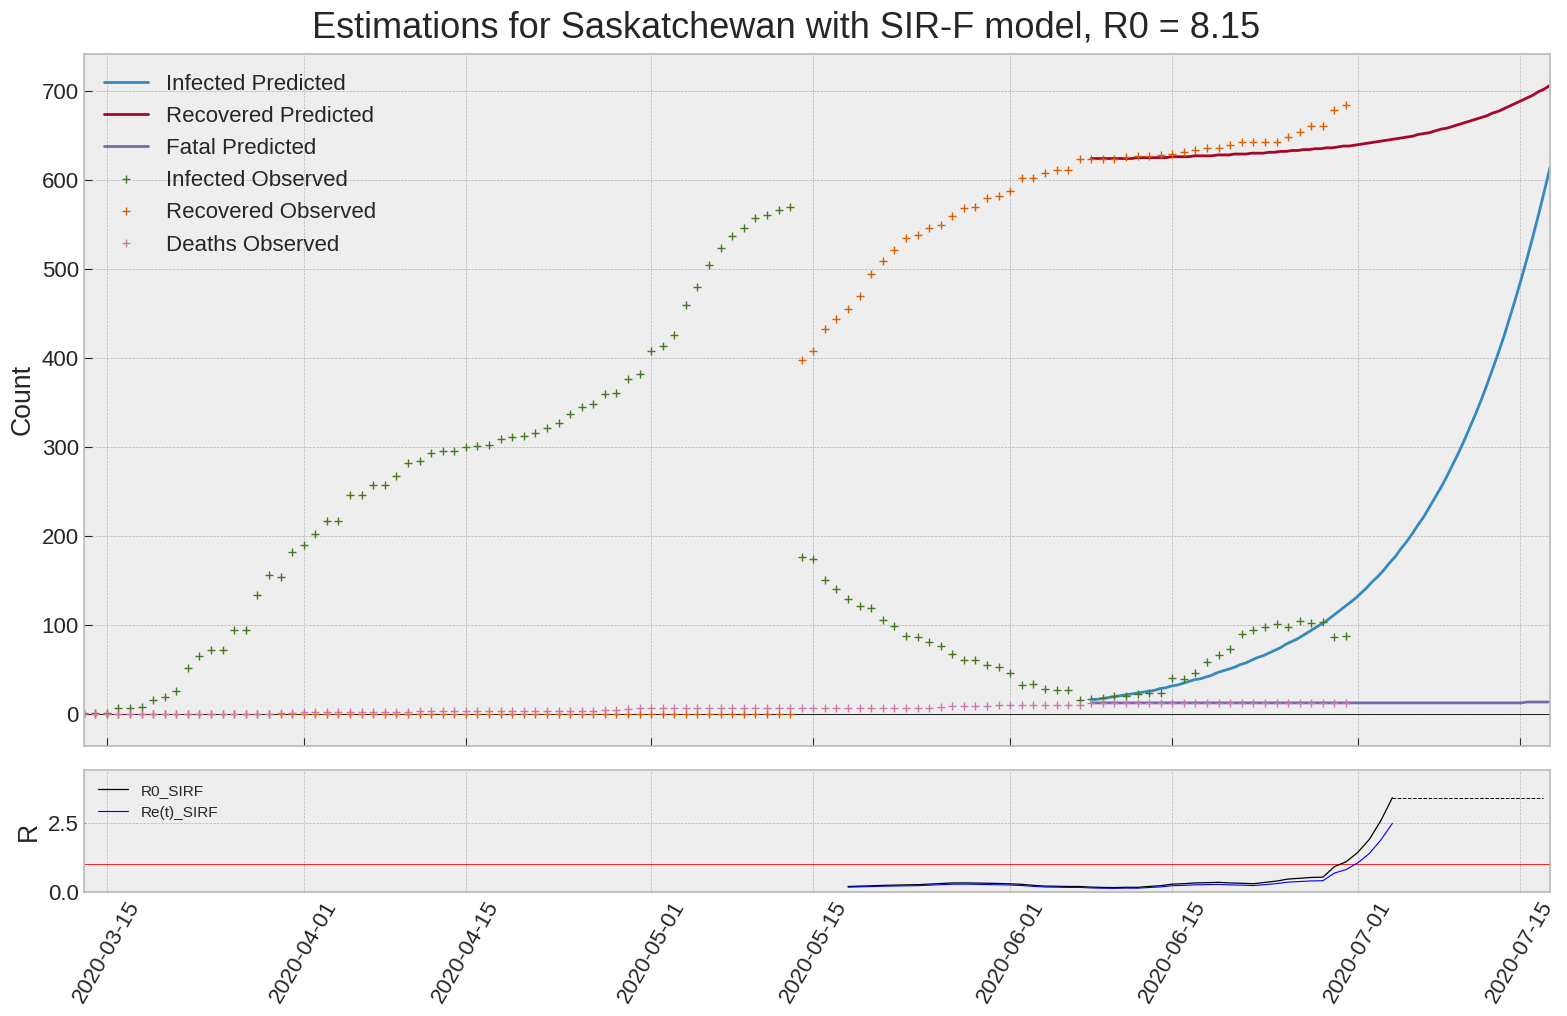 Estimations for Saskatchewan with SIR-F model, R0 = 8.15
Infected Predicted
Recovered Predicted
Fatal Predicted
Infected Observed
Recovered Observed
Deaths Observed
Count
700
600
500
400
300
200
100
0
R0_SIRF
Re(t)_SIRF
R
2.5
0.0
2020-03-15
2020-04-01
2020-04-15
2020-05-01
2020-05-15
2020-06-01
2020-06-15
2020-07-01
2020-07-15